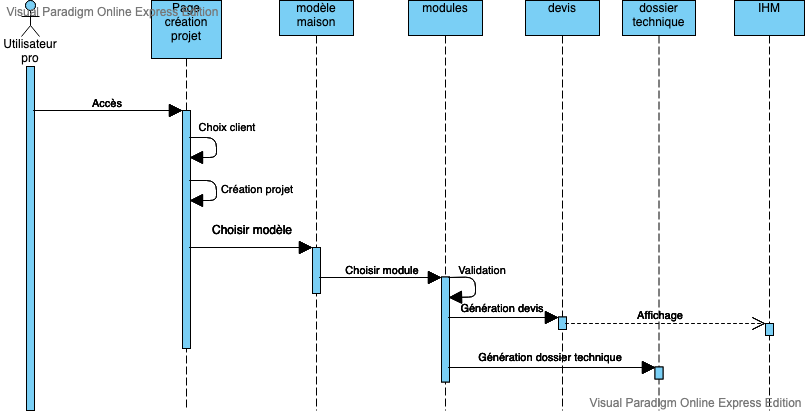 Visual Paradigm Online Express Edition
Utilisateur
pro
Page
création
projet
modèle
maison
modules
devis
dossier
technique
IHM
Accès
Choix client
Création projet
Choisir modèle
Choisir module
Validation
Génération devis
Affichage
Génération dossier technique
Visual Paradigm Online Express Edition